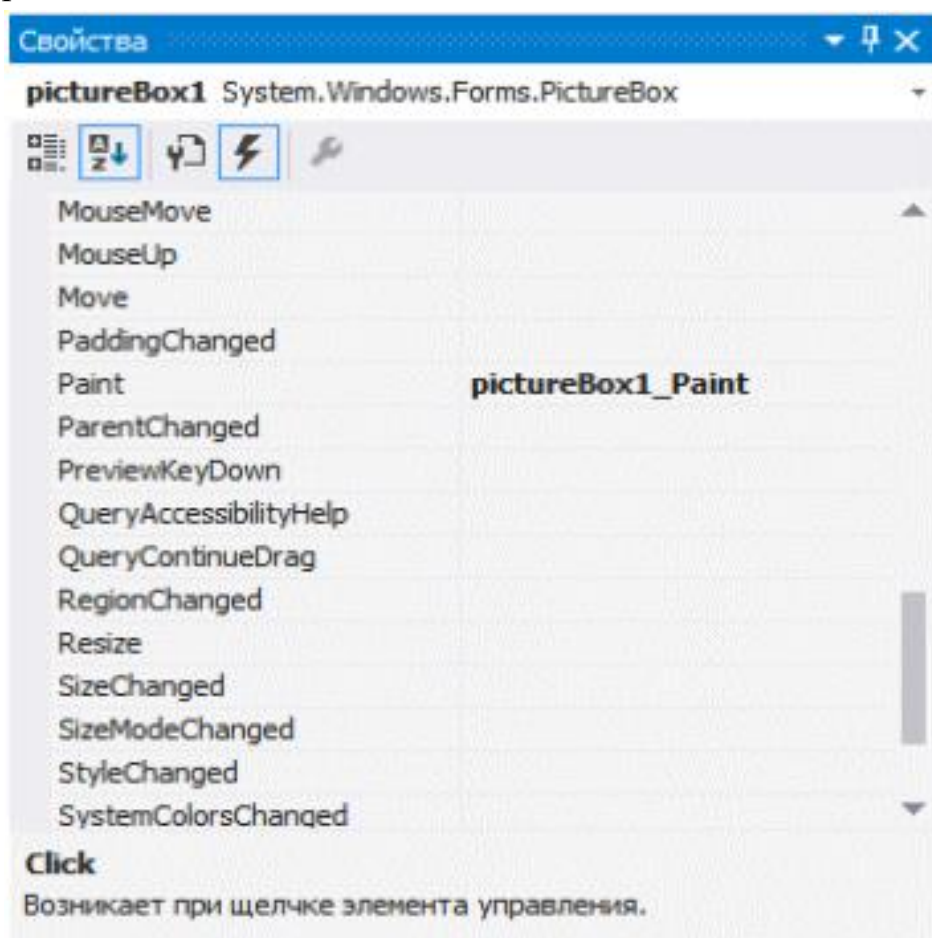 Свойства
pictureBox1 System.Windows.Forms.PictureBox
MouseMove
MouseUp
Move
PaddingChanged
Paint pictureBox1_Paint
ParentChanged
PreviewKeyDown
QueryAccessibilityHelp
QueryContinueDrag
RegionChanged
Resize
SizeChanged
SizeModeChanged
StyleChanged
SystemColorsChanged
Click
Возникает при щелчке элемента управления.